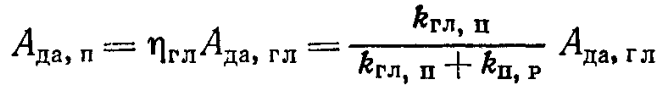 A_{да, п} = η_{гл} A_{да, гл} = \frac{k_{гл, п}}{k_{гл, п} + k_{п, р}} A_{да, гл}